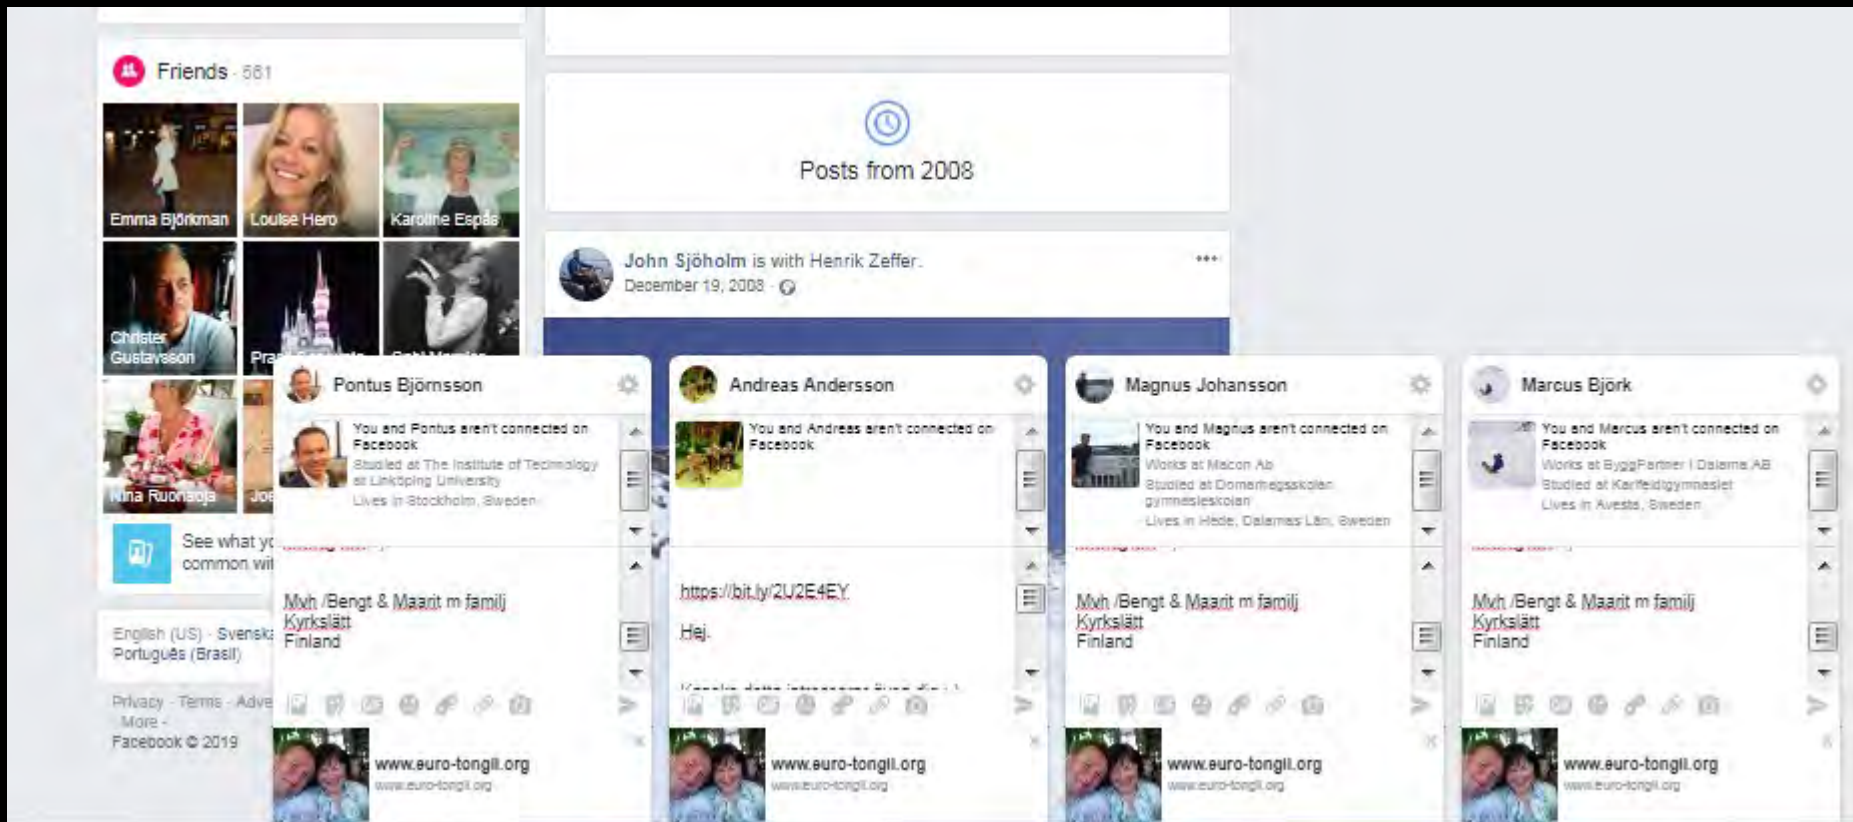 Friends · 561
Emma Björkman
Louise Hero
Karoline Espås
Christer
Gustavsson
Nina Ruonaoja
See what yo
common wit
English (US) · Svenska
Português (Brasil)
Privacy · Terms · Adve
· More ·
Facebook © 2019
Posts from 2008
John Sjöholm is with Henrik Zeffer.
December 19, 2008 ·
Pontus Björnsson
You and Pontus aren't connected on
Facebook
Studied at The Institute of Technology
at Linköping University
Lives in Stockholm, Sweden
Mvh /Bengt & Maarit m familj
Kyrkslätt
Finland
www.euro-tongil.org
www.euro-tongil.org
Andreas Andersson
You and Andreas aren't connected on
Facebook
https://bit.ly/2U2E4EY
Hej.
Kanske detta intresserar även dig : )
www.euro-tongil.org
www.euro-tongil.org
Magnus Johansson
You and Magnus aren't connected on
Facebook
Works at Macon Ab
Studied at Domarhegsskolan
gymnasieskolan
Lives in Hede, Dalarnas Län, Sweden
Mvh /Bengt & Maarit m familj
Kyrkslätt
Finland
www.euro-tongil.org
www.euro-tongil.org
Marcus Björk
You and Marcus aren't connected on
Facebook
Works at ByggPartner i Dalarna AB
Studied at Karlfeldtgymnasiet
Lives in Avesta, Sweden
Mvh /Bengt & Maarit m familj
Kyrkslätt
Finland
www.euro-tongil.org
www.euro-tongil.org